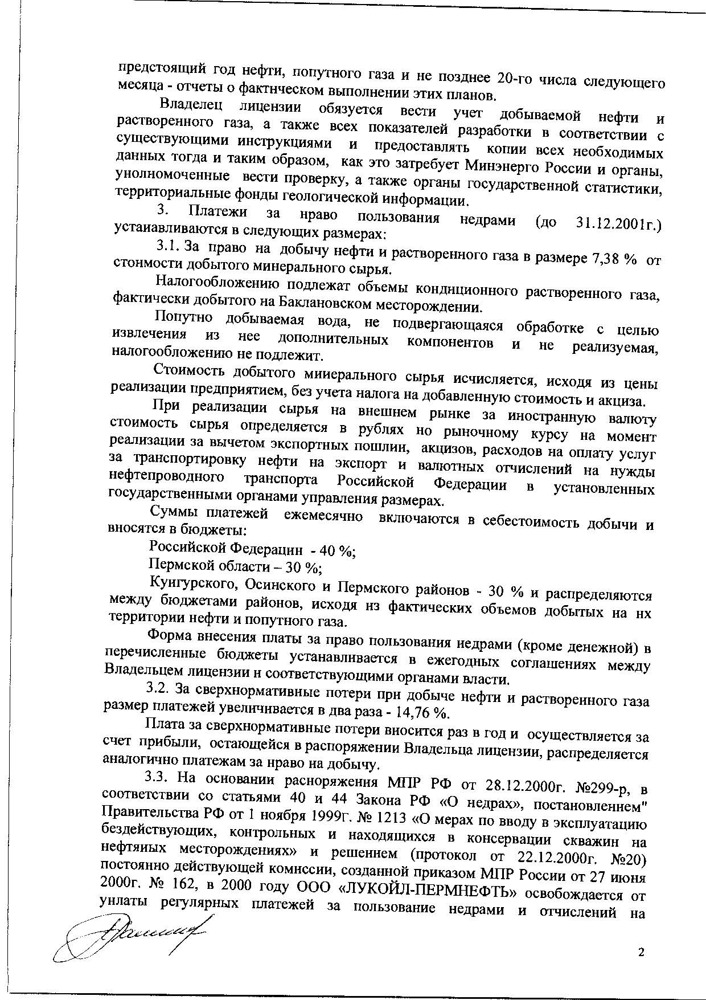 предстоящий год нефти, попутного газа и не позднее 20-го числа следующего
месяца - отчеты о фактнческом выполнении этих планов.
Владелец лицензии обязуется вести учет добываемой нефти и
растворенного газа, а также всех показателей разработки в соответствии с
существующими инструкциями и предоставлять копии всех необходимых
данных тогда и таким образом, как это затребует Минэнерго России и органы,
унолномоченные вести проверку, а также органы государственной статистики,
территориальные фонды геологической информации.
3. Платежи за нраво пользования недрами (до 31.12.2001г.)
устаиавливаются в следующих размерах:
3.1. За право на добычу нефти и растворенного газа в размере 7,38 % от
стонмости добытого минерального сырья.
Налогообложению подлежат объемы конднционного растворенного газа,
фактически добытого на Баклановском месторождении.
Попутно добываемая вода, не подвергающаяся обработке с целью
извлечения из нее дополнительных компонентов и не реализуемая,
налогообложению не подлежит.
Стоимость добытого миинерального сырья исчисляется, исходя из цены
реализации предприятием, без учета налога на добавленную стоимость и акциза.
При реализации сырья на внешнем рынке за иностранную валюту
стоимость сырья определяется в рублях но рыночному курсу на момент
реализации за вычетом экспортных пошлин, акцизов, расходов на оплату услуг
за транспортировку нефти на экспорт и валютных отчислений на нужды
нефтепроводного транспорта Российской Федерации в установленных
государственными органами управления размерах.
Суммы платежей ежемесячно включаются в себестоимость добычи и
вносятся в бюджеты:
Российской Федерацнн - 40 %;
Пермской области – 30 %;
Кунгурского, Осинского и Пермского районов - 30 % и распределяются
между бюджетами районов, исходя из фактических объемов добытых на нх
территории нефти и попутного газа.
Форма внесения платы за право пользования недрами (кроме денежной) в
перечисленные бюджеты устанавливается в ежегодных соглашениях между
Владельцем лицензии н соответствующими органами власти.
3.2. За сверхнормативные потери прн добыче нефти и растворенного газа
размер платежей увеличивается в два раза - 14,76 %.
Плата за сверхнормативные потери вносится раз в год и осуществляется за
счет прибыли, остающейся в распоряжении Владельца лицензии, распределяется
аналогично платежам за нраво на добычу.
3.3. На основании расноряжения МПР РФ от 28.12.2000г. №299-р, в
соответствии со статьями 40 и 44 Закона РФ «О недрах», постановленнем"
Правительства РФ от 1 ноября 1999г. № 1213 «О мерах по вводу в эксплуатацию
бездействующих, контрольных и находящихся в консервации скважин на
нефтяиых месторождениях» и решеннем (протокол от 22.12.2000г. №20)
постоянно действующей комнссии, созданной приказом МПР России от 27 июня
2000г. № 162, в 2000 году ООО «ЛУКОЙЛ-ПЕРМНЕФТЬ» освобождается от
унлаты регулярных платежей за пользование недрами и отчислений на
2